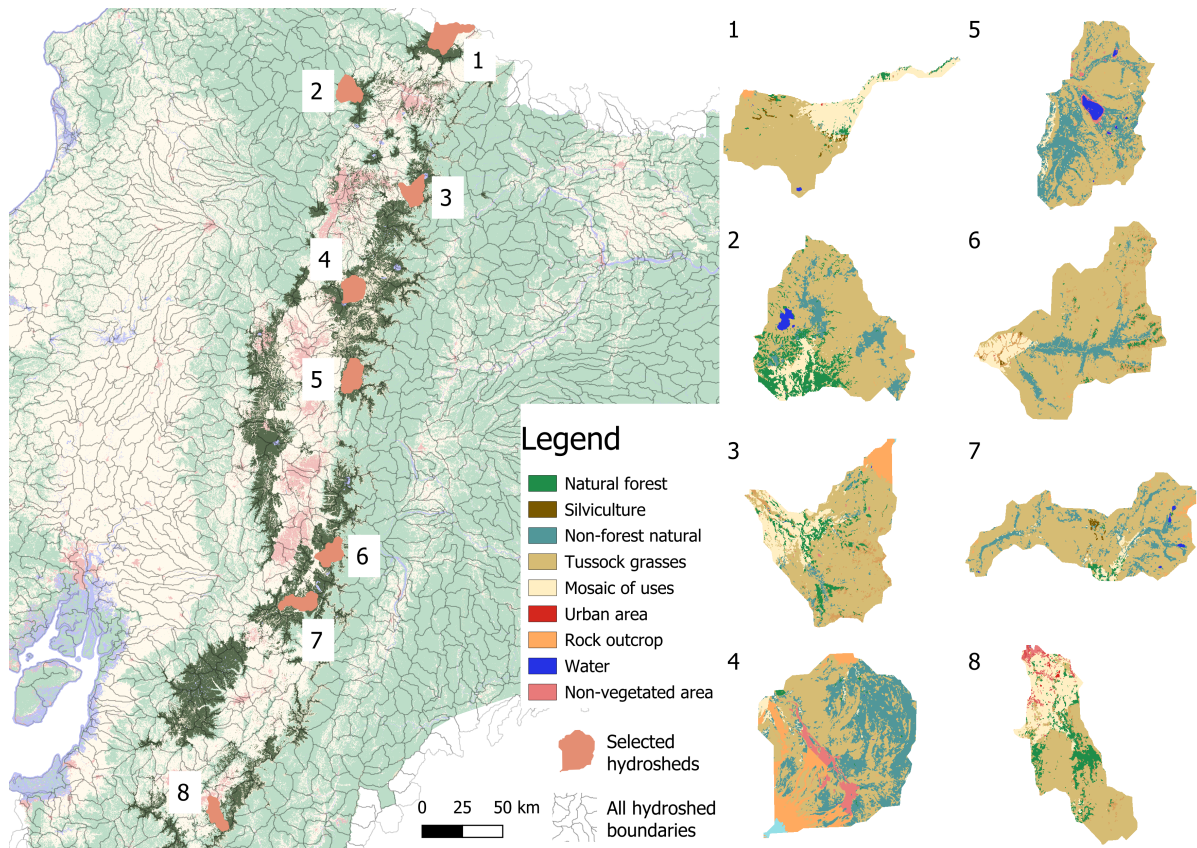 1
2
3
4
5
6
7
8
Legend
Natural forest
Silviculture
Non-forest natural
Tussock grasses
Mosaic of uses
Urban area
Rock outcrop
Water
Non-vegetated area
Selected
hydrosheds
All hydroshed
boundaries
0 25 50 km
1
2
3
4
5
6
7
8